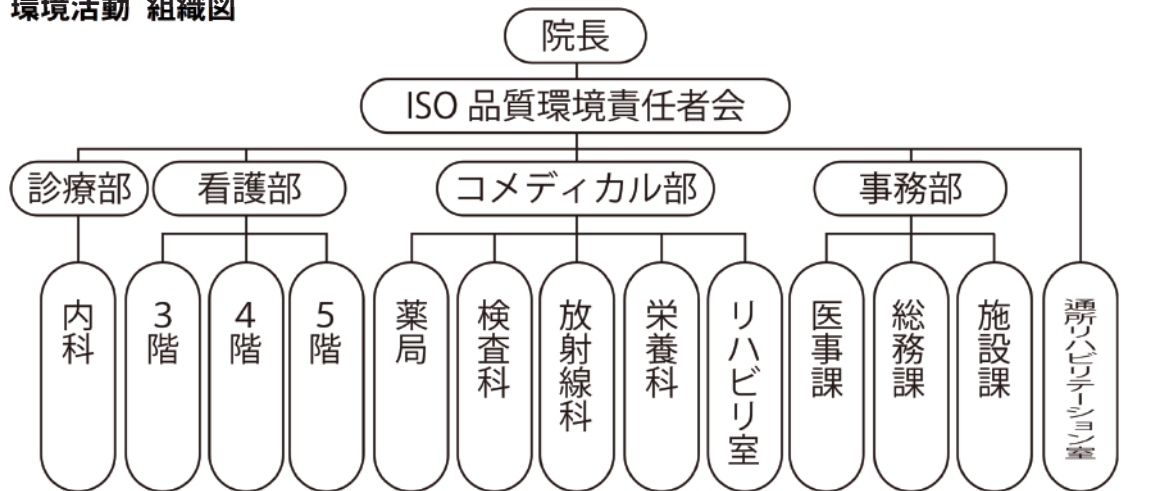 環境活動 組織図
院長
ISO 品質環境責任者会
診療部
看護部
コメディカル部
事務部
内科
3階
4階
5階
薬局
検査科
放射線科
栄養科
リハビリ室
医事課
総務課
施設課
通所リハビリテーション室